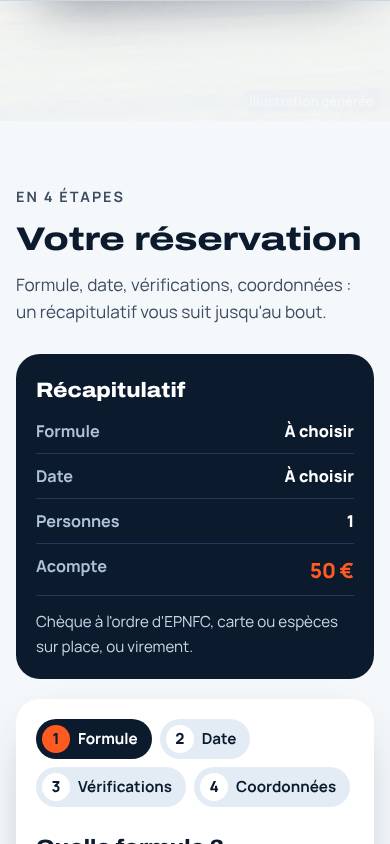 Illustration générée
EN 4 ÉTAPES
Votre réservation
Formule, date, vérifications, coordonnées :
un récapitulatif vous suit jusqu'au bout.
Récapitulatif
Formule À choisir
Date À choisir
Personnes 1
Acompte 50 €
Chèque à l'ordre d'EPNFC, carte ou espèces
sur place, ou virement.
1 Formule 2 Date
3 Vérifications 4 Coordonnées
Quelle formule ?